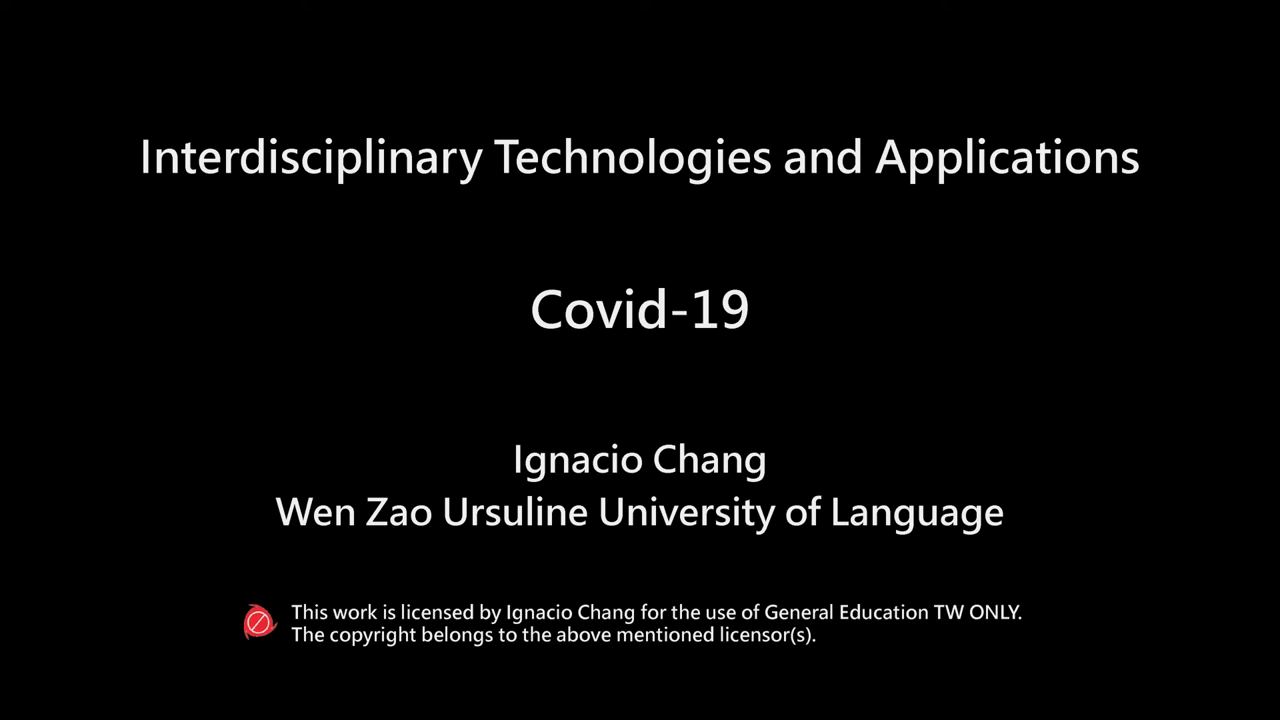 Interdisciplinary Technologies and Applications
Covid-19
Ignacio Chang
Wen Zao Ursuline University of Language
This work is licensed by Ignacio Chang for the use of General Education TW ONLY.
The copyright belongs to the above mentioned licensor(s).